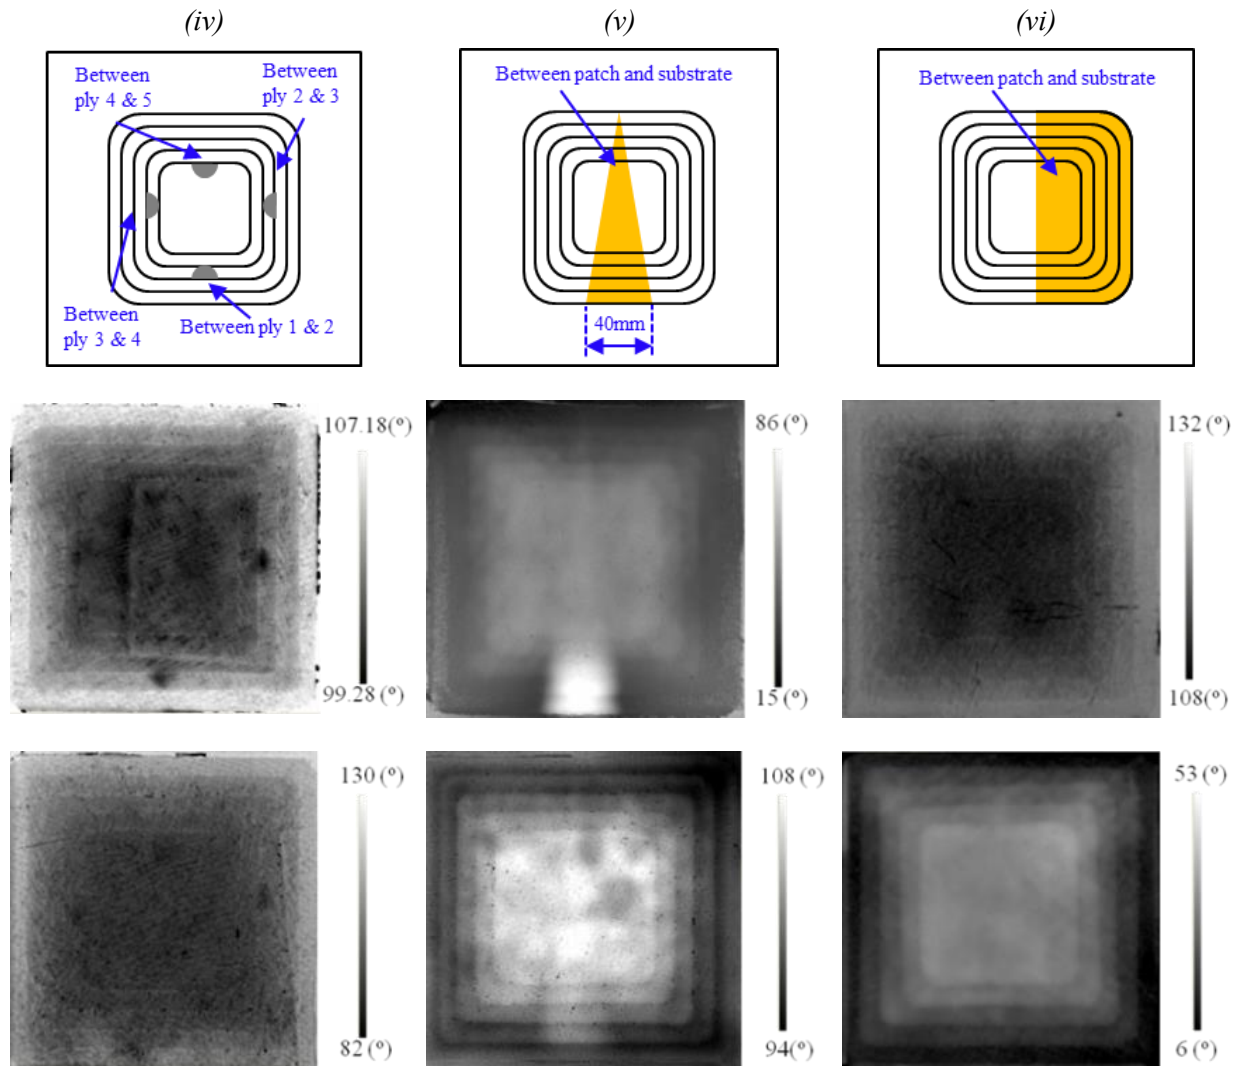 (iv)
(v)
(vi)
Between
ply 4 & 5
Between
ply 2 & 3
Between
ply 3 & 4
Between ply 1 & 2
Between patch and substrate
40mm
Between patch and substrate
107.18(º)
99.28 (º)
86 (º)
15 (º)
132 (º)
108(º)
130 (º)
82 (º)
108 (º)
94(º)
53 (º)
6 (º)